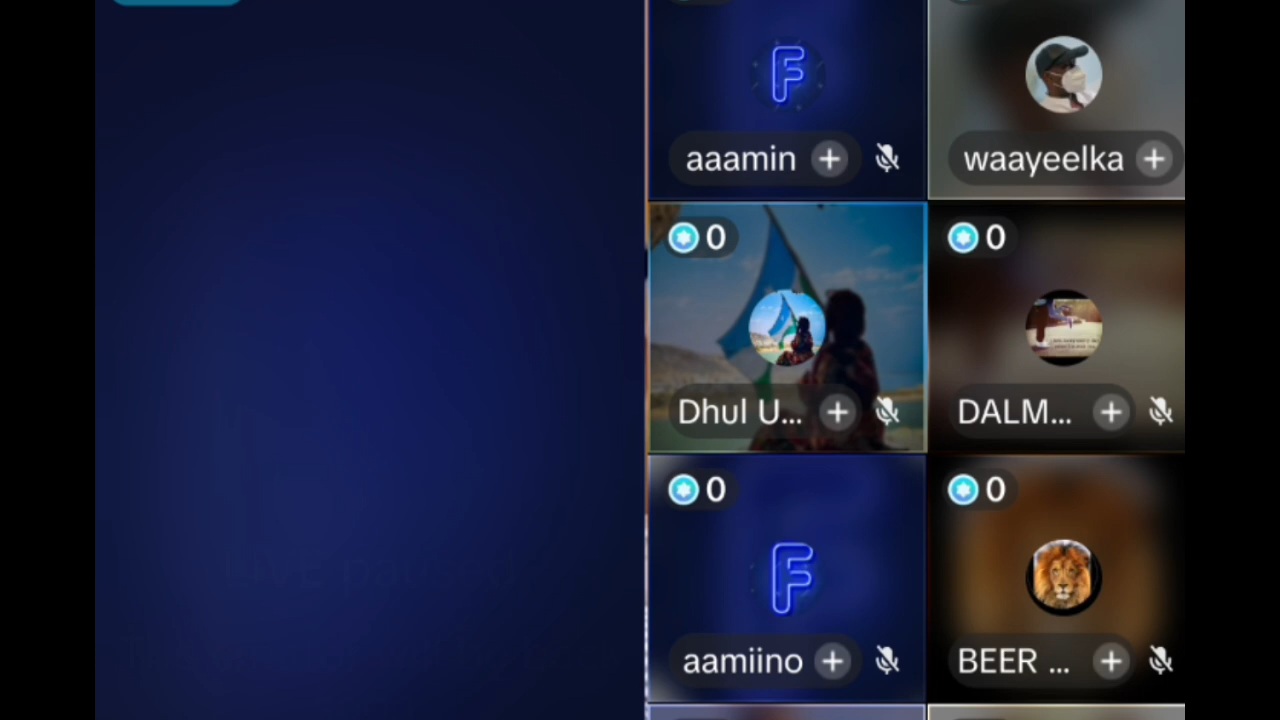 F
aaamin
waayeelka
0
0
Dhul U...
DALM...
0
0
F
aamiino
BEER ...